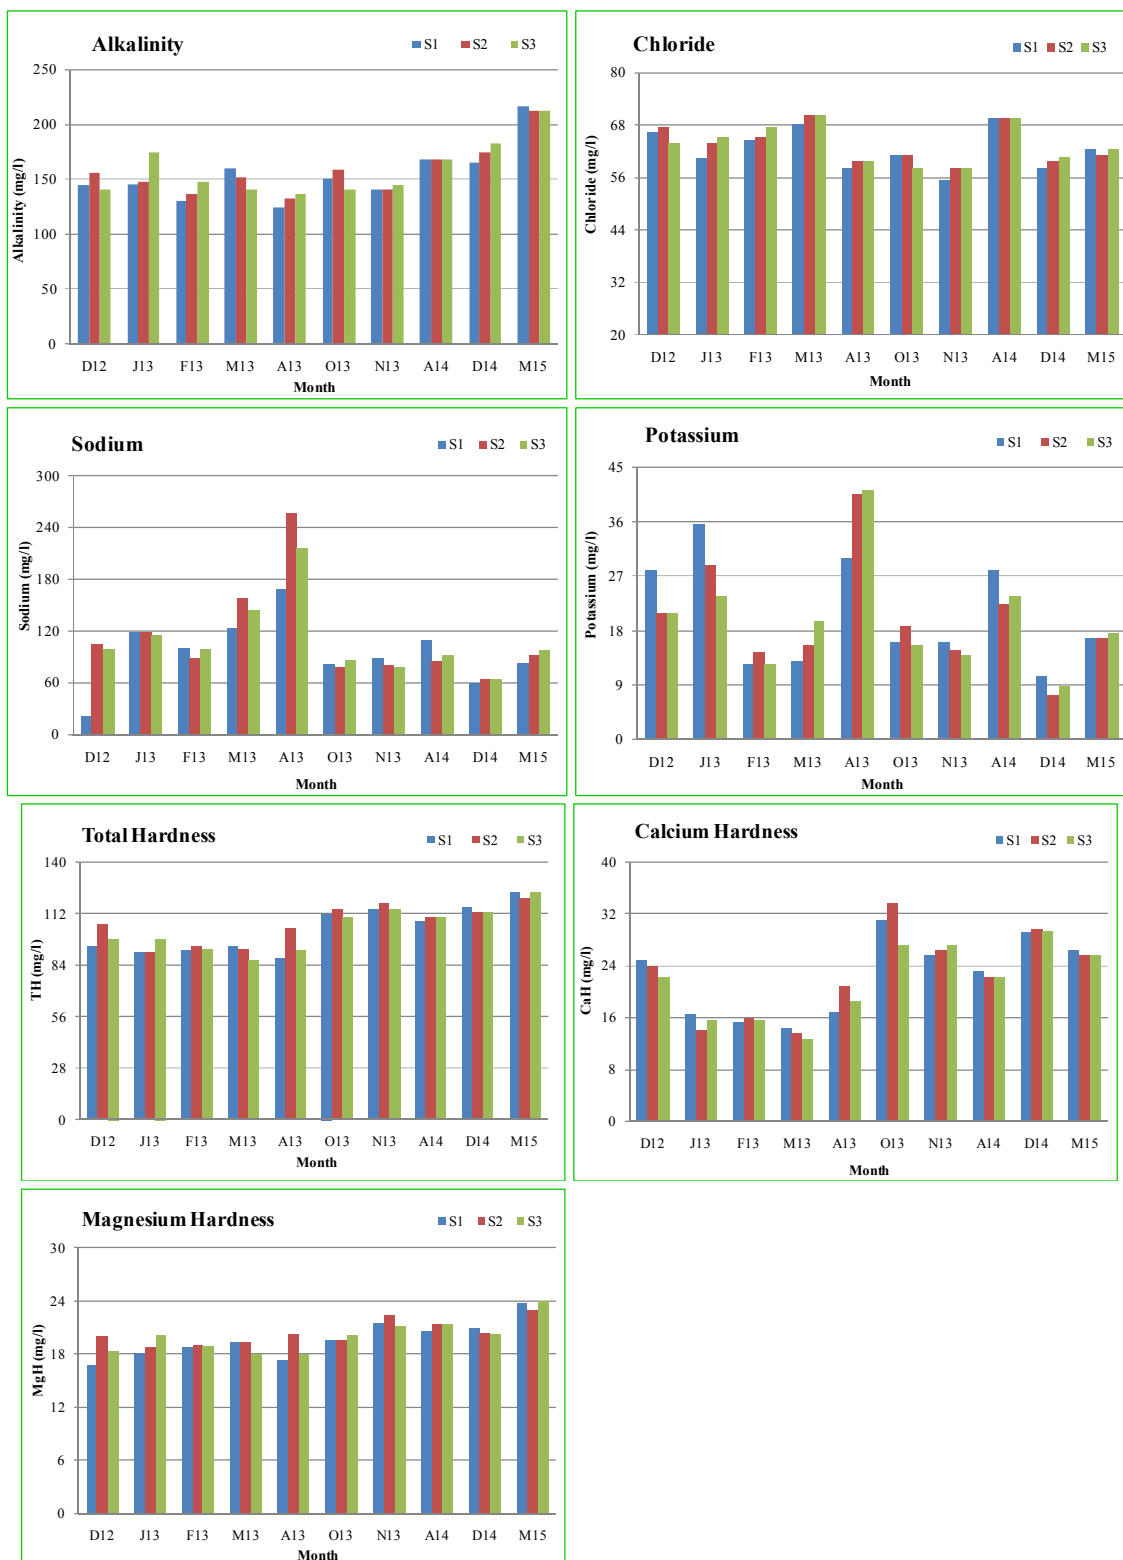 Alkalinity
S1 S2 S3
250
200
150
100
50
0
Alkalinity (mg/l)
D12 J13 F13 M13 A13 O13 N13 A14 D14 M15
Month
Chloride
S1 S2 S3
80
68
56
44
32
20
Chloride (mg/l)
D12 J13 F13 M13 A13 O13 N13 A14 D14 M15
Month
Sodium
S1 S2 S3
300
240
180
120
60
0
Sodium (mg/l)
D12 J13 F13 M13 A13 O13 N13 A14 D14 M15
Month
Potassium
S1 S2 S3
45
36
27
18
9
0
Potassium (mg/l)
D12 J13 F13 M13 A13 O13 N13 A14 D14 M15
Month
Total Hardness
S1 S2 S3
140
112
84
56
28
0
TH (mg/l)
D12 J13 F13 M13 A13 O13 N13 A14 D14 M15
Month
Calcium Hardness
S1 S2 S3
40
32
24
16
8
0
CaH (mg/l)
D12 J13 F13 M13 A13 O13 N13 A14 D14 M15
Month
Magnesium Hardness
S1 S2 S3
30
24
18
12
6
0
MgH (mg/l)
D12 J13 F13 M13 A13 O13 N13 A14 D14 M15
Month